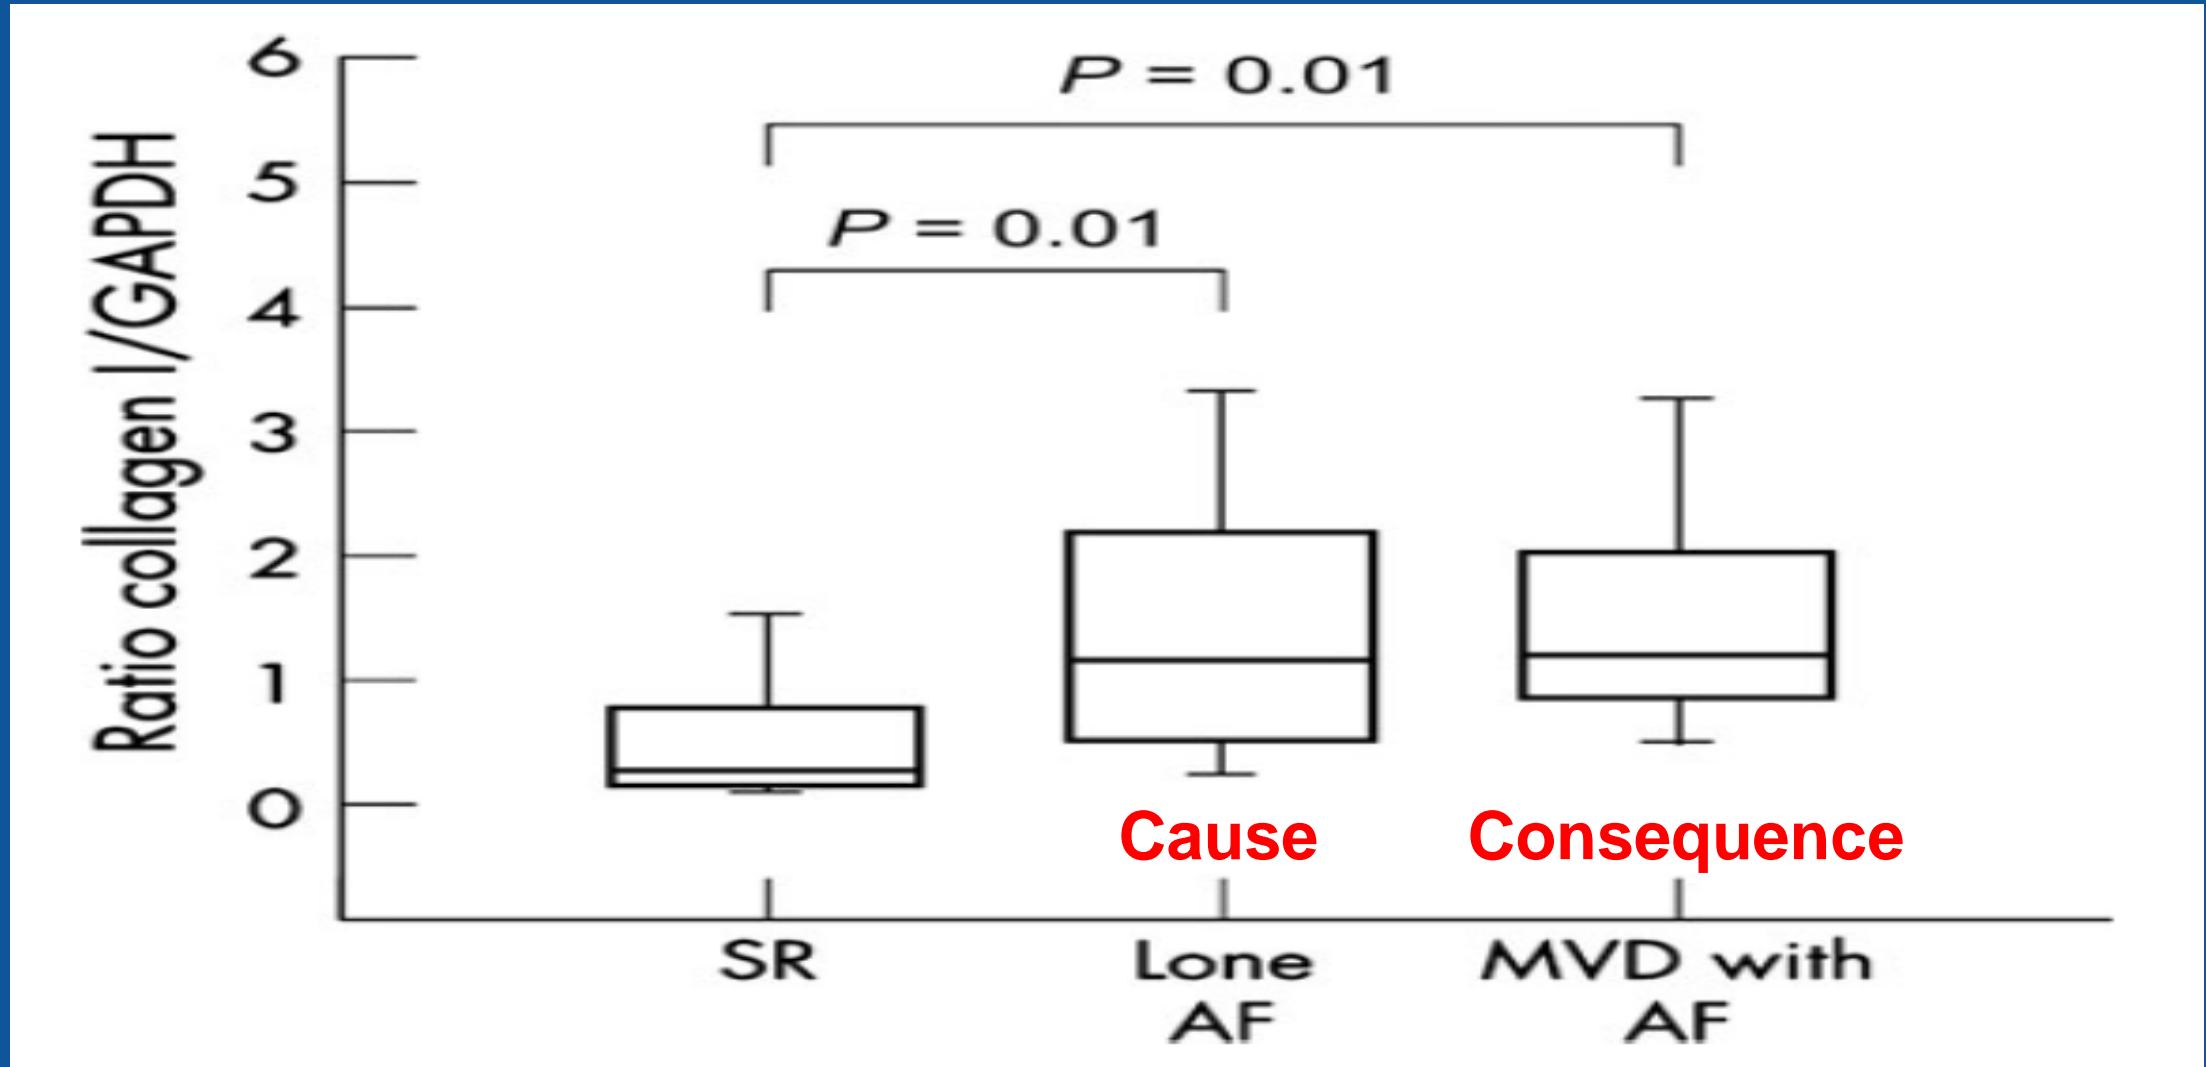 6
P = 0.01
5
P = 0.01
4
3
2
1
0
Ratio collagen I/GAPDH
Cause
Consequence
SR
Lone
AF
MVD with
AF